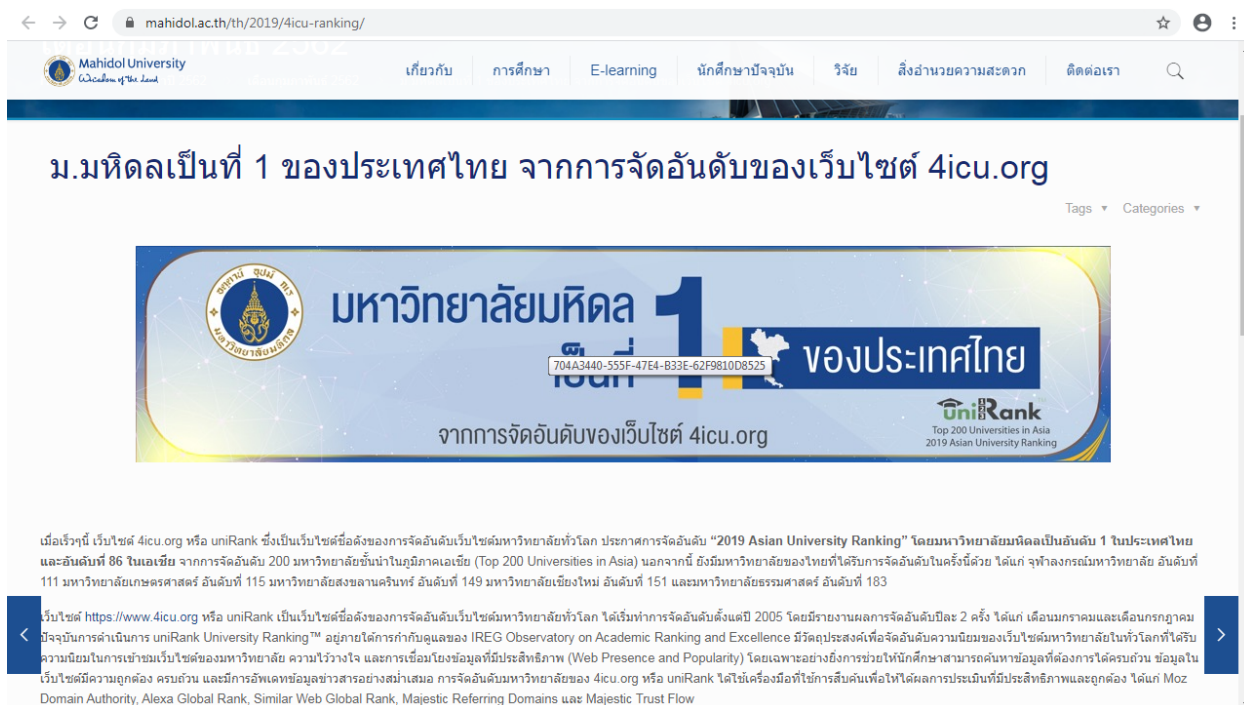 mahidol.ac.th/th/2019/4icu-ranking/
Mahidol University
Wisdom of the Land
เกี่ยวกับ การศึกษา E-learning นักศึกษาปัจจุบัน วิจัย สิ่งอำนวยความสะดวก ติดต่อเรา
ม.มหิดลเป็นที่ 1 ของประเทศไทย จากการจัดอันดับของเว็บไซต์ 4icu.org
Tags Categories
มหาวิทยาลัยมหิดล
เป็นที่ 1 ของประเทศไทย
704A3440-555F-47E4-B33E-62F9810D8525
จากการจัดอันดับของเว็บไซต์ 4icu.org
uniRank
Top 200 Universities in Asia
2019 Asian University Ranking
เมื่อเร็วๆนี้ เว็บไซต์ 4icu.org หรือ uniRank ซึ่งเป็นเว็บไซต์ชื่อดังของการจัดอันดับเว็บไซต์มหาวิทยาลัยทั่วโลก ประกาศการจัดอันดับ “2019 Asian University Ranking” โดยมหาวิทยาลัยมหิดลเป็นอันดับ 1 ในประเทศไทย
และอันดับที่ 86 ในเอเชีย จากการจัดอันดับ 200 มหาวิทยาลัยชั้นนำในภูมิภาคเอเชีย (Top 200 Universities in Asia) นอกจากนี้ ยังมีมหาวิทยาลัยของไทยที่ได้รับการจัดอันดับในครั้งนี้ด้วย ได้แก่ จุฬาลงกรณ์มหาวิทยาลัย อันดับที่
111 มหาวิทยาลัยเกษตรศาสตร์ อันดับที่ 115 มหาวิทยาลัยสงขลานครินทร์ อันดับที่ 149 มหาวิทยาลัยเชียงใหม่ อันดับที่ 151 และมหาวิทยาลัยธรรมศาสตร์ อันดับที่ 183
เว็บไซต์ https://www.4icu.org หรือ uniRank เป็นเว็บไซต์ชื่อดังของการจัดอันดับเว็บไซต์มหาวิทยาลัยทั่วโลก ได้เริ่มทำการจัดอันดับตั้งแต่ปี 2005 โดยมีรายงานผลการจัดอันดับปีละ 2 ครั้ง ได้แก่ เดือนมกราคมและเดือนกรกฎาคม
ปัจจุบันการดำเนินการ uniRank University Ranking™ อยู่ภายใต้การกำกับดูแลของ IREG Observatory on Academic Ranking and Excellence มีวัตถุประสงค์เพื่อจัดอันดับความนิยมของเว็บไซต์มหาวิทยาลัยในทั่วโลกที่ได้รับ
ความนิยมในการเข้าชมเว็บไซต์ของมหาวิทยาลัย ความไว้วางใจ และการเชื่อมโยงข้อมูลที่มีประสิทธิภาพ (Web Presence and Popularity) โดยเฉพาะอย่างยิ่งการช่วยให้นักศึกษาสามารถค้นหาข้อมูลที่ต้องการได้ครบถ้วน ข้อมูลใน
เว็บไซต์มีความถูกต้อง ครบถ้วน และมีการอัพเดทข้อมูลข่าวสารอย่างสม่ำเสมอ การจัดอันดับมหาวิทยาลัยของ 4icu.org หรือ uniRank ได้ใช้เครื่องมือที่ใช้การสืบค้นเพื่อให้ได้ผลการประเมินที่มีประสิทธิภาพและถูกต้อง ได้แก่ Moz
Domain Authority, Alexa Global Rank, Similar Web Global Rank, Majestic Referring Domains และ Majestic Trust Flow